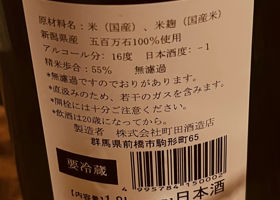 原材料名：米（国産）、米麹（国産米）
新潟県産 五百万石100％使用
アルコール分：16度 日本酒度：-1
精米歩合：55％ 無濾過
*無濾過ですのでおりがあります。
*直汲みのため、若干のガスを含みます。
*開栓には十分ご注意ください。
*飲酒は20歳になってから。
製造者 株式会社町田酒造店
群馬県前橋市駒形町65
要冷蔵
4995784150002
日本酒